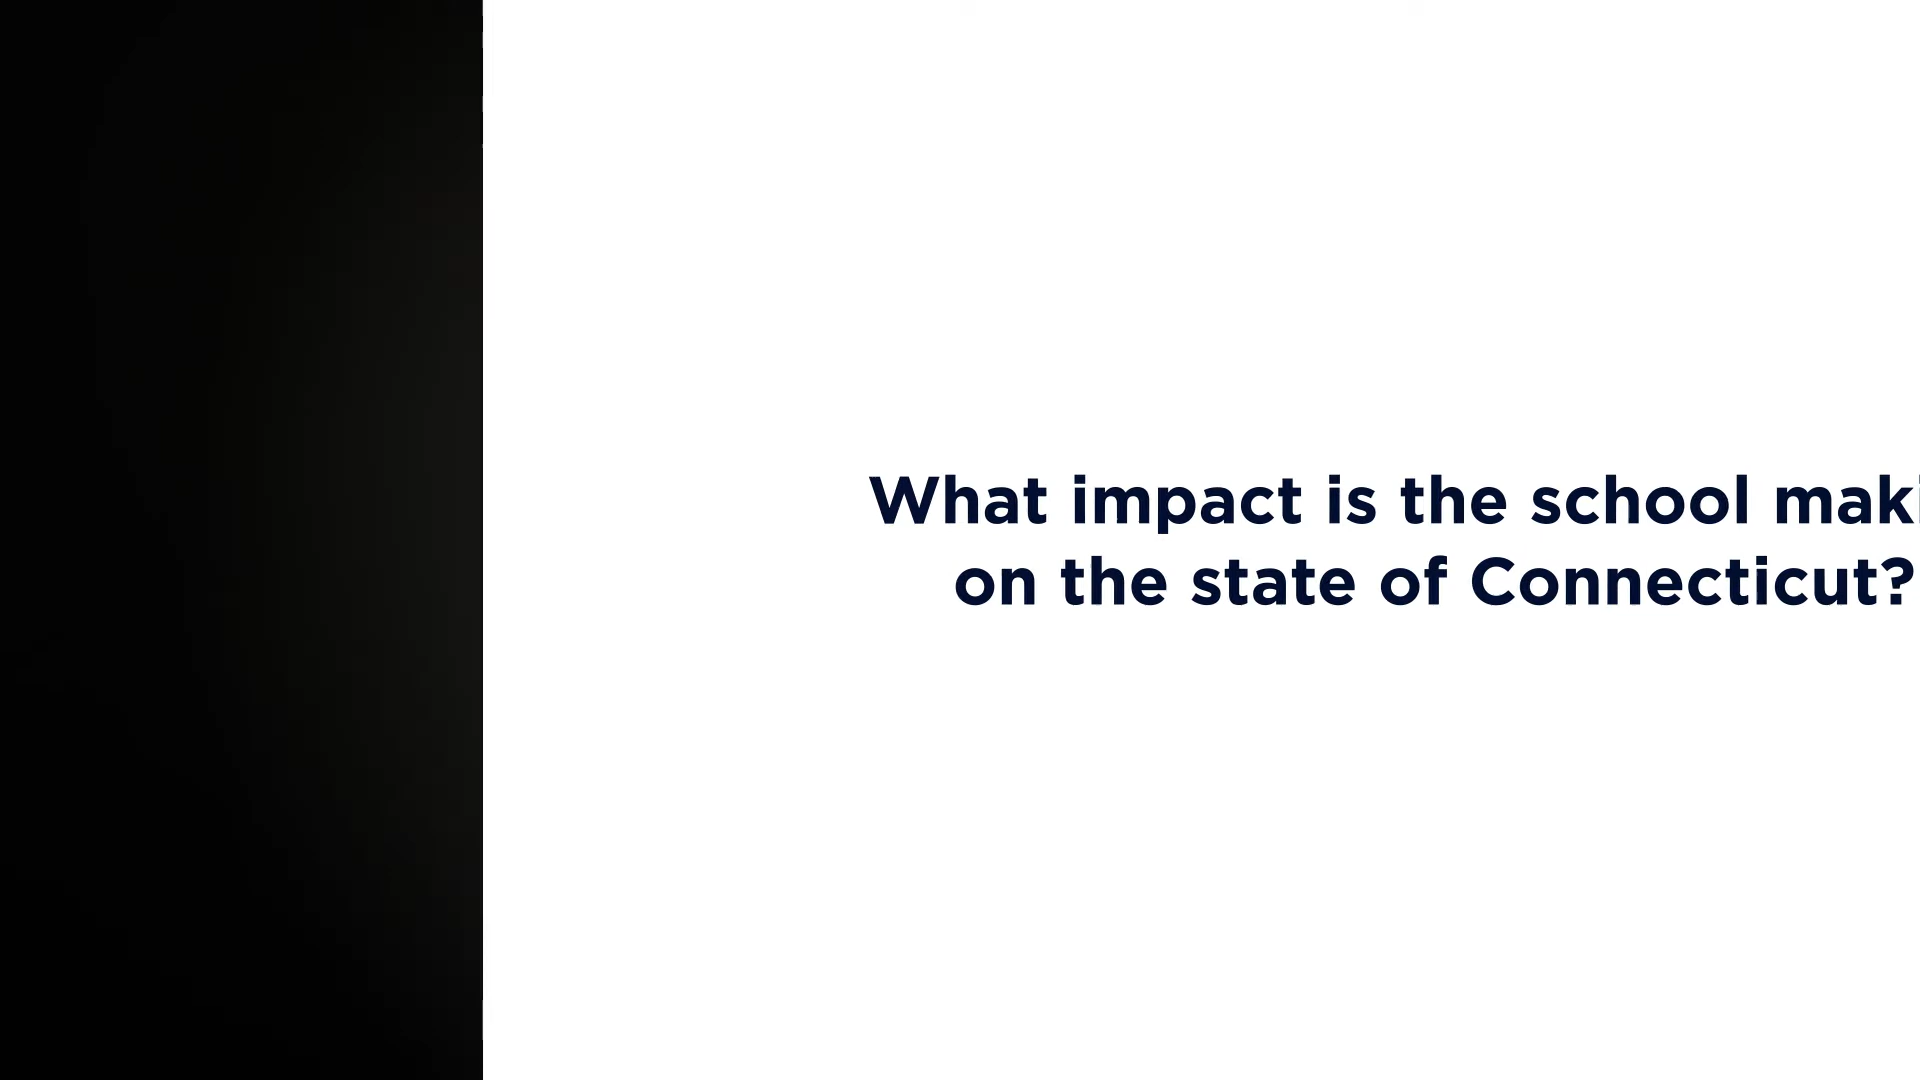 What impact is the school maki
on the state of Connecticut?